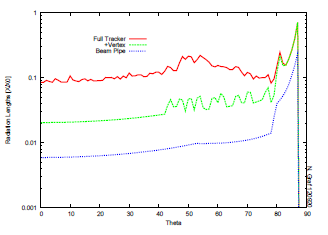 1
Full Tracker
+Vertex
Beam Pipe
0.1
Radiation Lengths [X/X0]
0.01
0.001
0 10 20 30 40 50 60 70 80 90
Theta